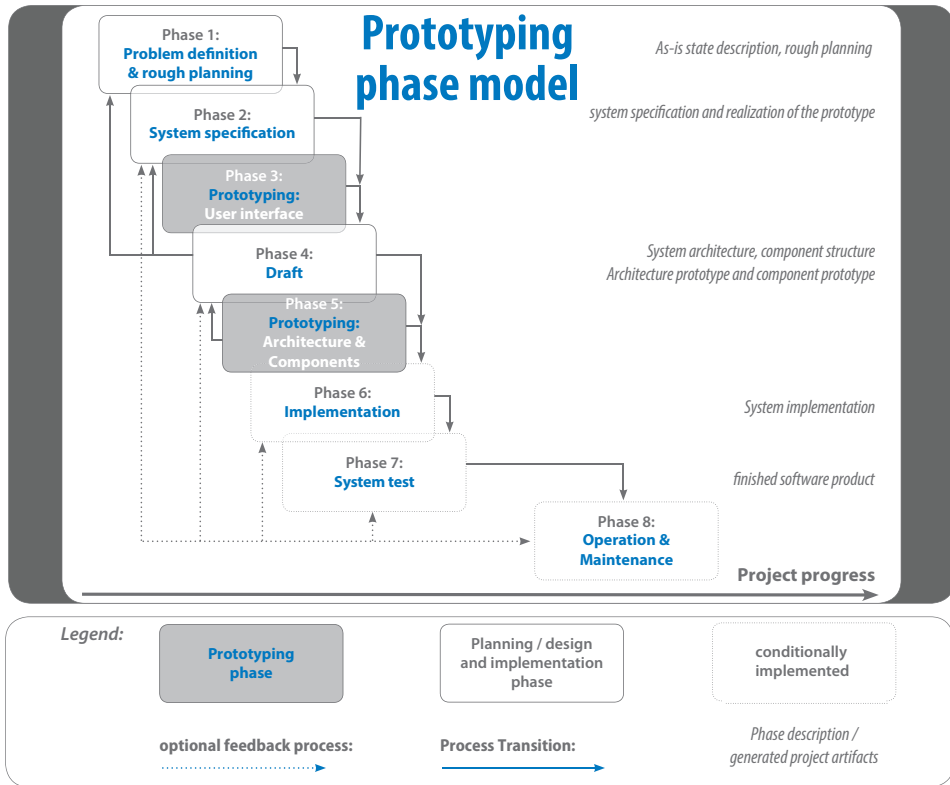 Prototyping
phase model
Phase 1:
Problem definition
& rough planning
As-is state description, rough planning
Phase 2:
System specification
system specification and realization of the prototype
Phase 3:
Prototyping:
User interface
Phase 4:
Draft
System architecture, component structure
Architecture prototype and component prototype
Phase 5:
Prototyping:
Architecture &
Components
Phase 6:
Implementation
System implementation
Phase 7:
System test
finished software product
Phase 8:
Operation &
Maintenance
Project progress
Legend:
Prototyping
phase
Planning / design
and implementation
phase
conditionally
implemented
optional feedback process:
Process Transition:
Phase description /
generated project artifacts